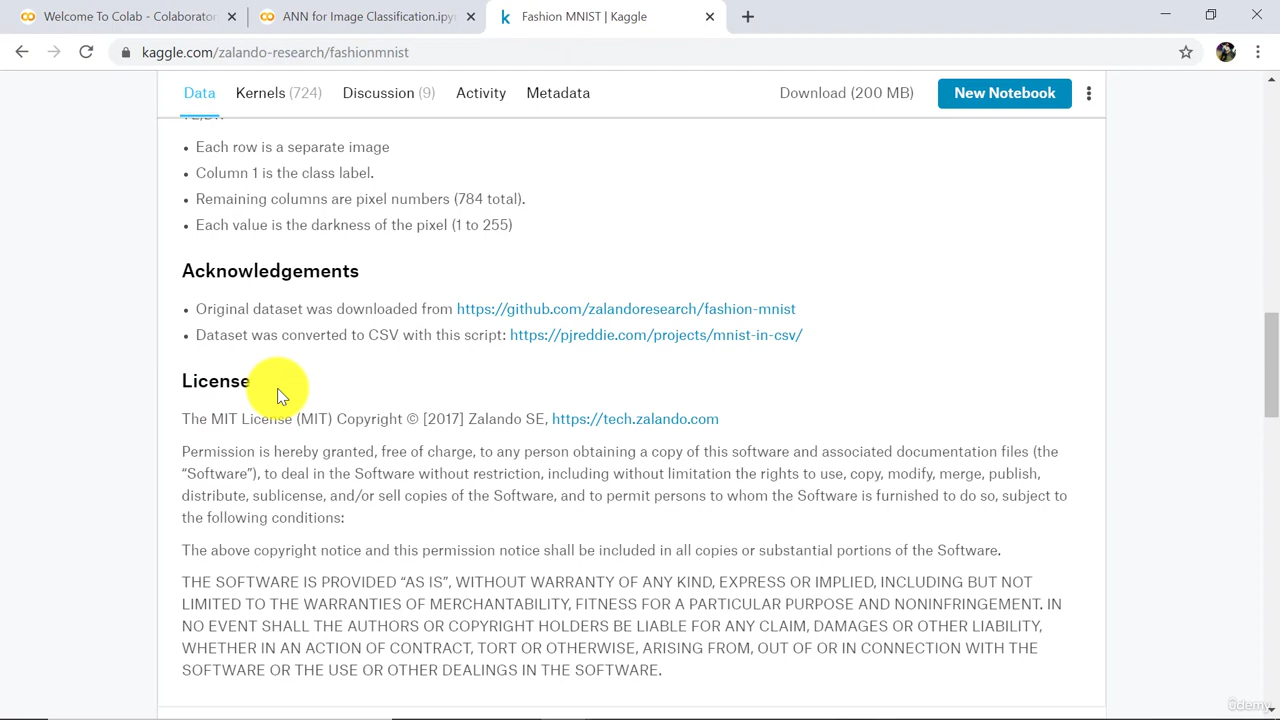 Welcome To Colab - Colaborator
ANN for Image Classification.ipy
Fashion MNIST | Kaggle
kaggle.com/zalando-research/fashionmnist
Data Kernels (724) Discussion (9) Activity Metadata Download (200 MB) New Notebook
• Each row is a separate image
• Column 1 is the class label.
• Remaining columns are pixel numbers (784 total).
• Each value is the darkness of the pixel (1 to 255)
Acknowledgements
• Original dataset was downloaded from https://github.com/zalandoresearch/fashion-mnist
• Dataset was converted to CSV with this script: https://pjreddie.com/projects/mnist-in-csv/
License
The MIT License (MIT) Copyright © [2017] Zalando SE, https://tech.zalando.com
Permission is hereby granted, free of charge, to any person obtaining a copy of this software and associated documentation files (the
“Software”), to deal in the Software without restriction, including without limitation the rights to use, copy, modify, merge, publish,
distribute, sublicense, and/or sell copies of the Software, and to permit persons to whom the Software is furnished to do so, subject to
the following conditions:
The above copyright notice and this permission notice shall be included in all copies or substantial portions of the Software.
THE SOFTWARE IS PROVIDED “AS IS”, WITHOUT WARRANTY OF ANY KIND, EXPRESS OR IMPLIED, INCLUDING BUT NOT
LIMITED TO THE WARRANTIES OF MERCHANTABILITY, FITNESS FOR A PARTICULAR PURPOSE AND NONINFRINGEMENT. IN
NO EVENT SHALL THE AUTHORS OR COPYRIGHT HOLDERS BE LIABLE FOR ANY CLAIM, DAMAGES OR OTHER LIABILITY,
WHETHER IN AN ACTION OF CONTRACT, TORT OR OTHERWISE, ARISING FROM, OUT OF OR IN CONNECTION WITH THE
SOFTWARE OR THE USE OR OTHER DEALINGS IN THE SOFTWARE.
ûdemy